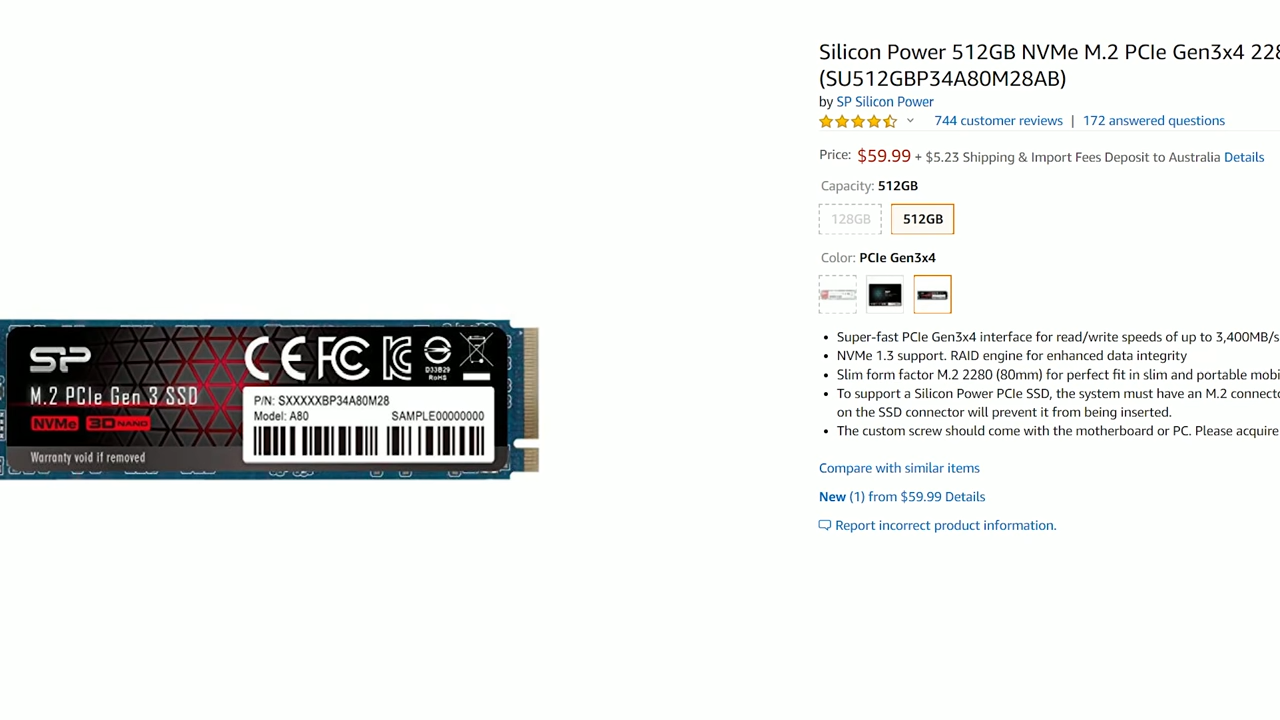 SP
M.2 PCIe Gen 3 SSD
NVMe 3D NAND
Warranty void if removed
CE FC
D33B29
RoHS
P/N: SXXXXXBP34A80M28
Model: A80 SAMPLE00000000
Silicon Power 512GB NVMe M.2 PCIe Gen3x4 228
(SU512GBP34A80M28AB)
by SP Silicon Power
744 customer reviews | 172 answered questions
Price: $59.99 + $5.23 Shipping & Import Fees Deposit to Australia Details
Capacity: 512GB
128GB 512GB
Color: PCIe Gen3x4
• Super-fast PCIe Gen3x4 interface for read/write speeds of up to 3,400MB/s
• NVMe 1.3 support. RAID engine for enhanced data integrity
• Slim form factor M.2 2280 (80mm) for perfect fit in slim and portable mobi
• To support a Silicon Power PCIe SSD, the system must have an M.2 connecto
on the SSD connector will prevent it from being inserted.
• The custom screw should come with the motherboard or PC. Please acquire
Compare with similar items
New (1) from $59.99 Details
Report incorrect product information.